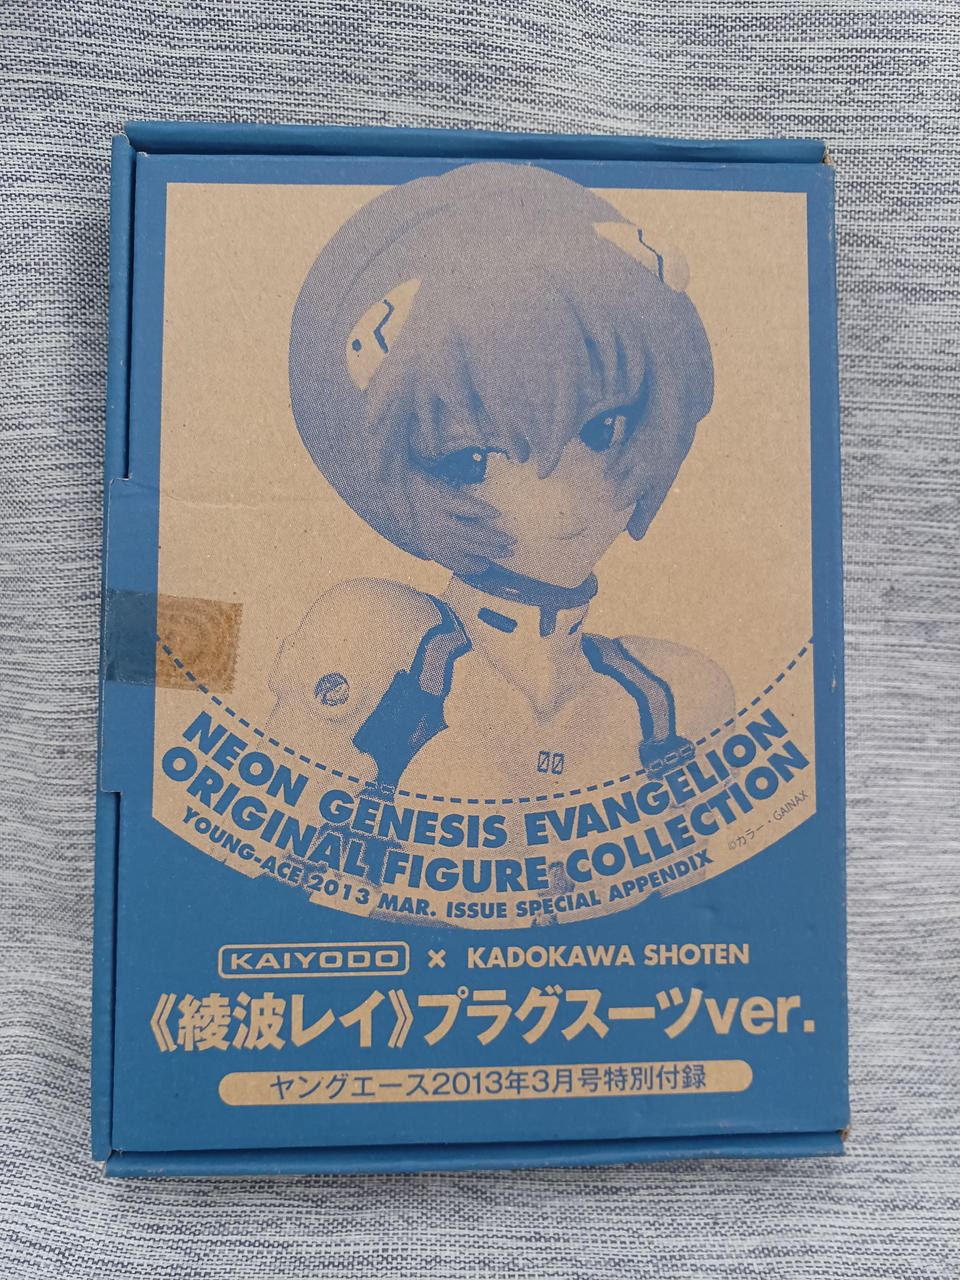 00
NEON GENESIS EVANGELION
ORIGINAL FIGURE COLLECTION
YOUNG-ACE 2013 MAR. ISSUE SPECIAL APPENDIX
©カラー・GAINAX
KAIYODO × KADOKAWA SHOTEN
《綾波レイ》プラグスーツver.
ヤングエース2013年3月号特別付録